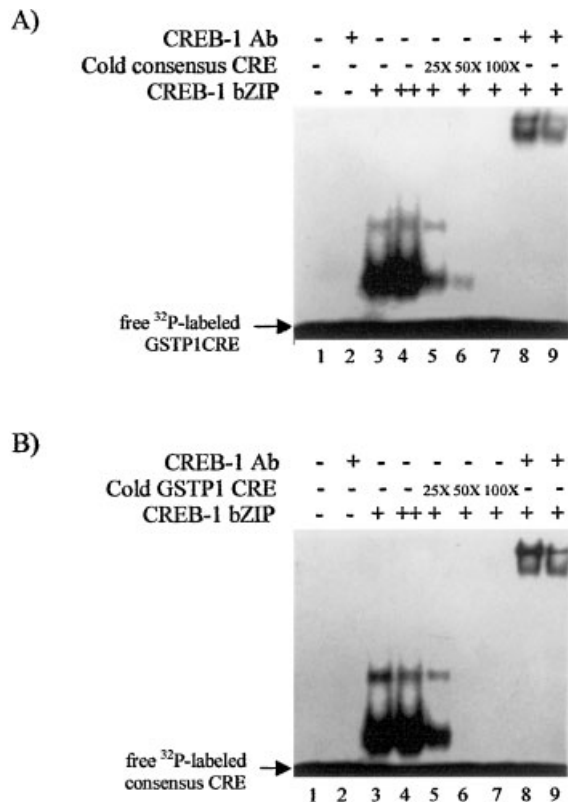 A)
CREB-1 Ab - + - - - - - + +
Cold consensus CRE - - - - 25X 50X 100X - -
CREB-1 bZIP - - + ++ + + + + +
free ³²P-labeled
GSTP1CRE
1 2 3 4 5 6 7 8 9
B)
CREB-1 Ab - + - - - - - + +
Cold GSTP1 CRE - - - - 25X 50X 100X - -
CREB-1 bZIP - - + ++ + + + + +
free ³²P-labeled
consensus CRE
1 2 3 4 5 6 7 8 9